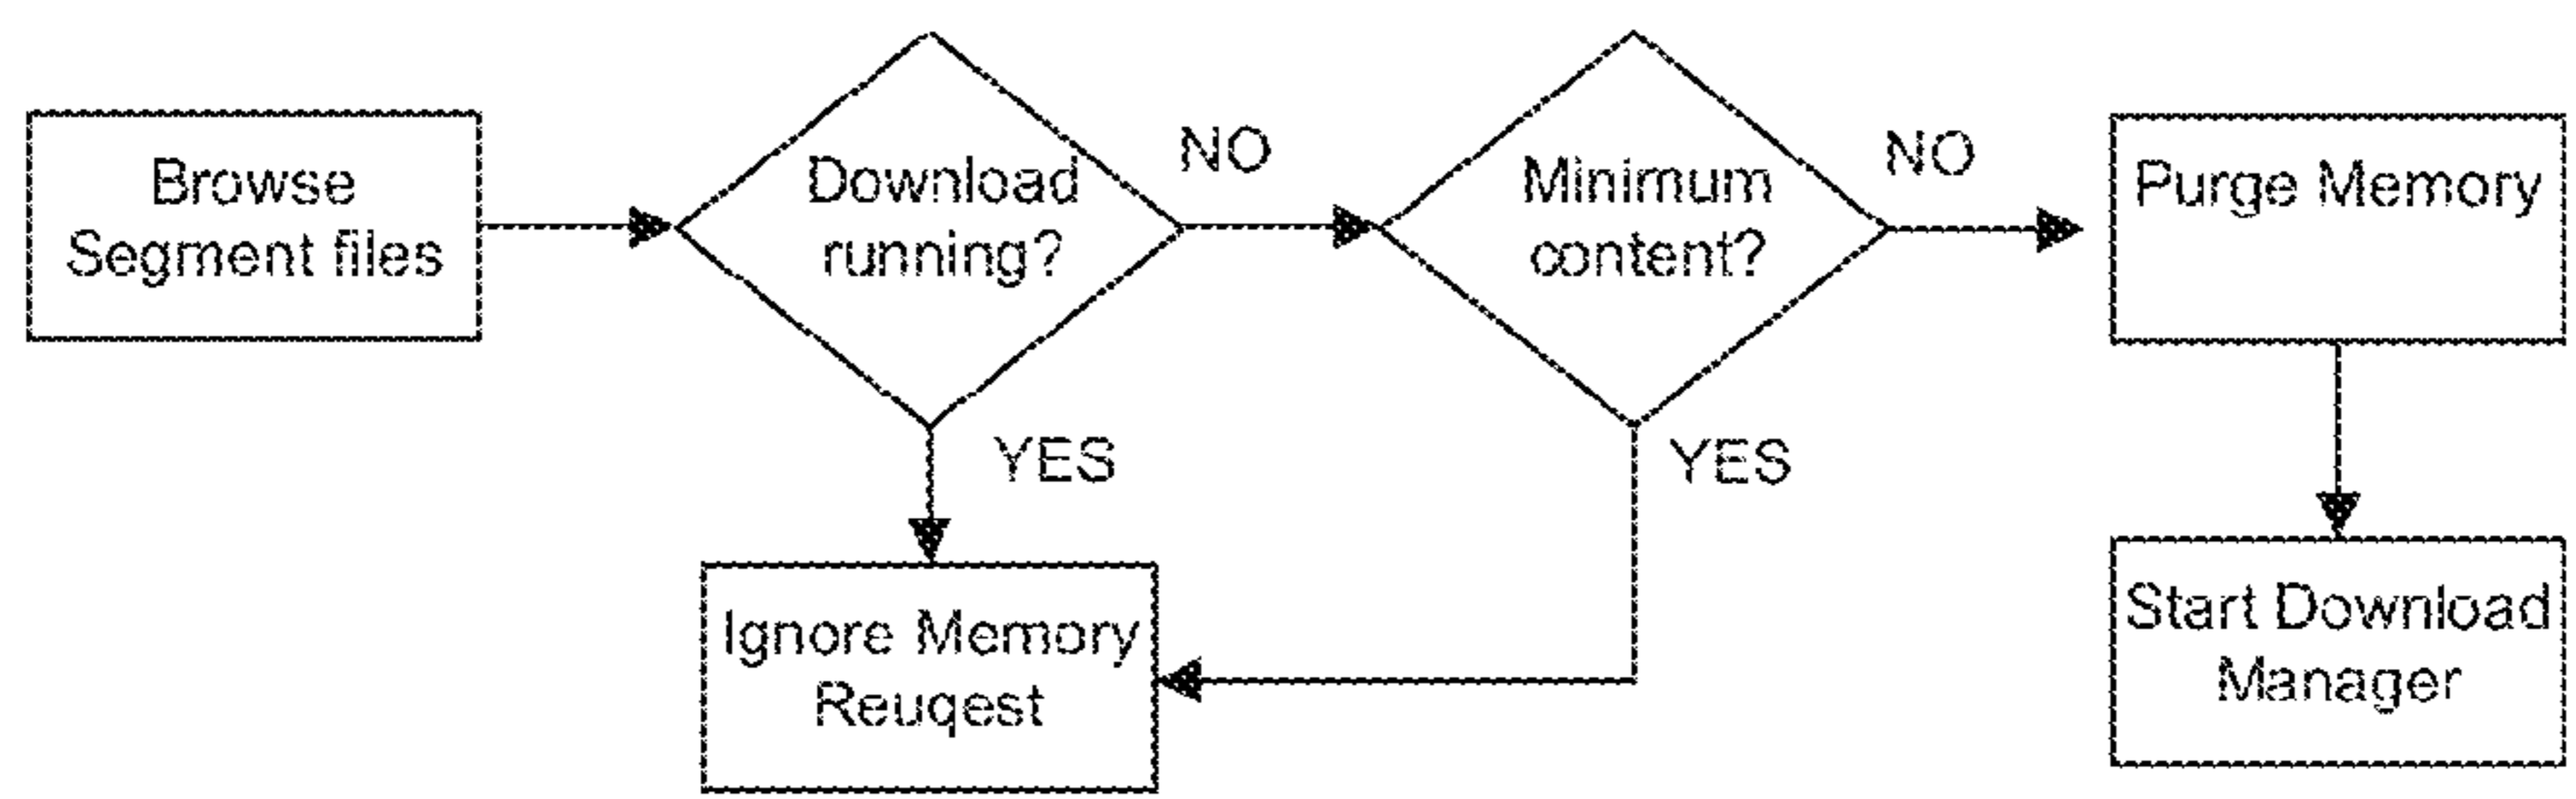 Browse
Segment files
Download
running?
NO
Minimum
content?
NO
Purge Memory
YES
YES
Ignore Memory
Reuqest
Start Download
Manager